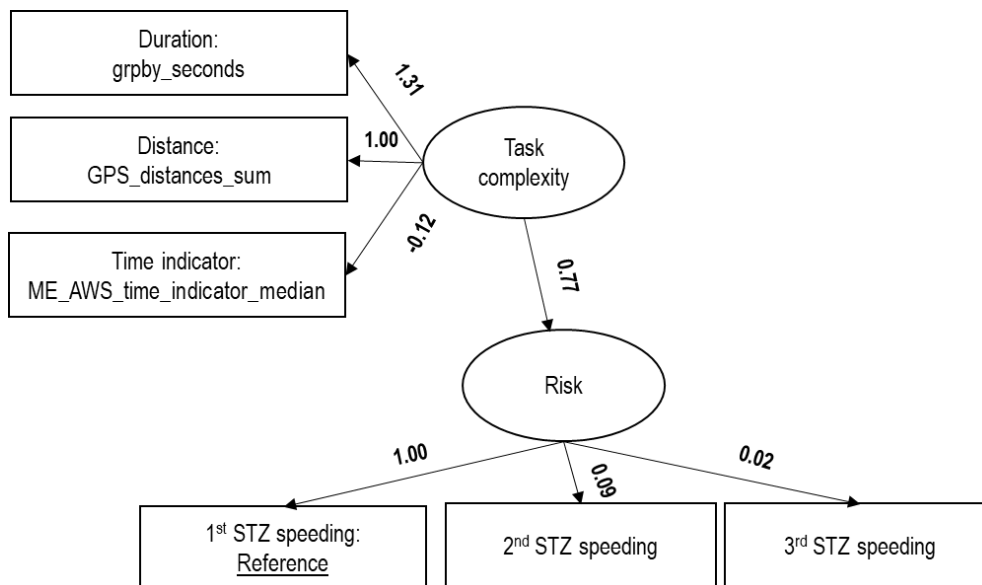 Duration:
grpby_seconds
1.31
Distance:
GPS_distances_sum
1.00
Task
complexity
-0.12
Time indicator:
ME_AWS_time_indicator_median
0.77
Risk
1.00
0.09
0.02
1st STZ speeding:
Reference
2nd STZ speeding
3rd STZ speeding